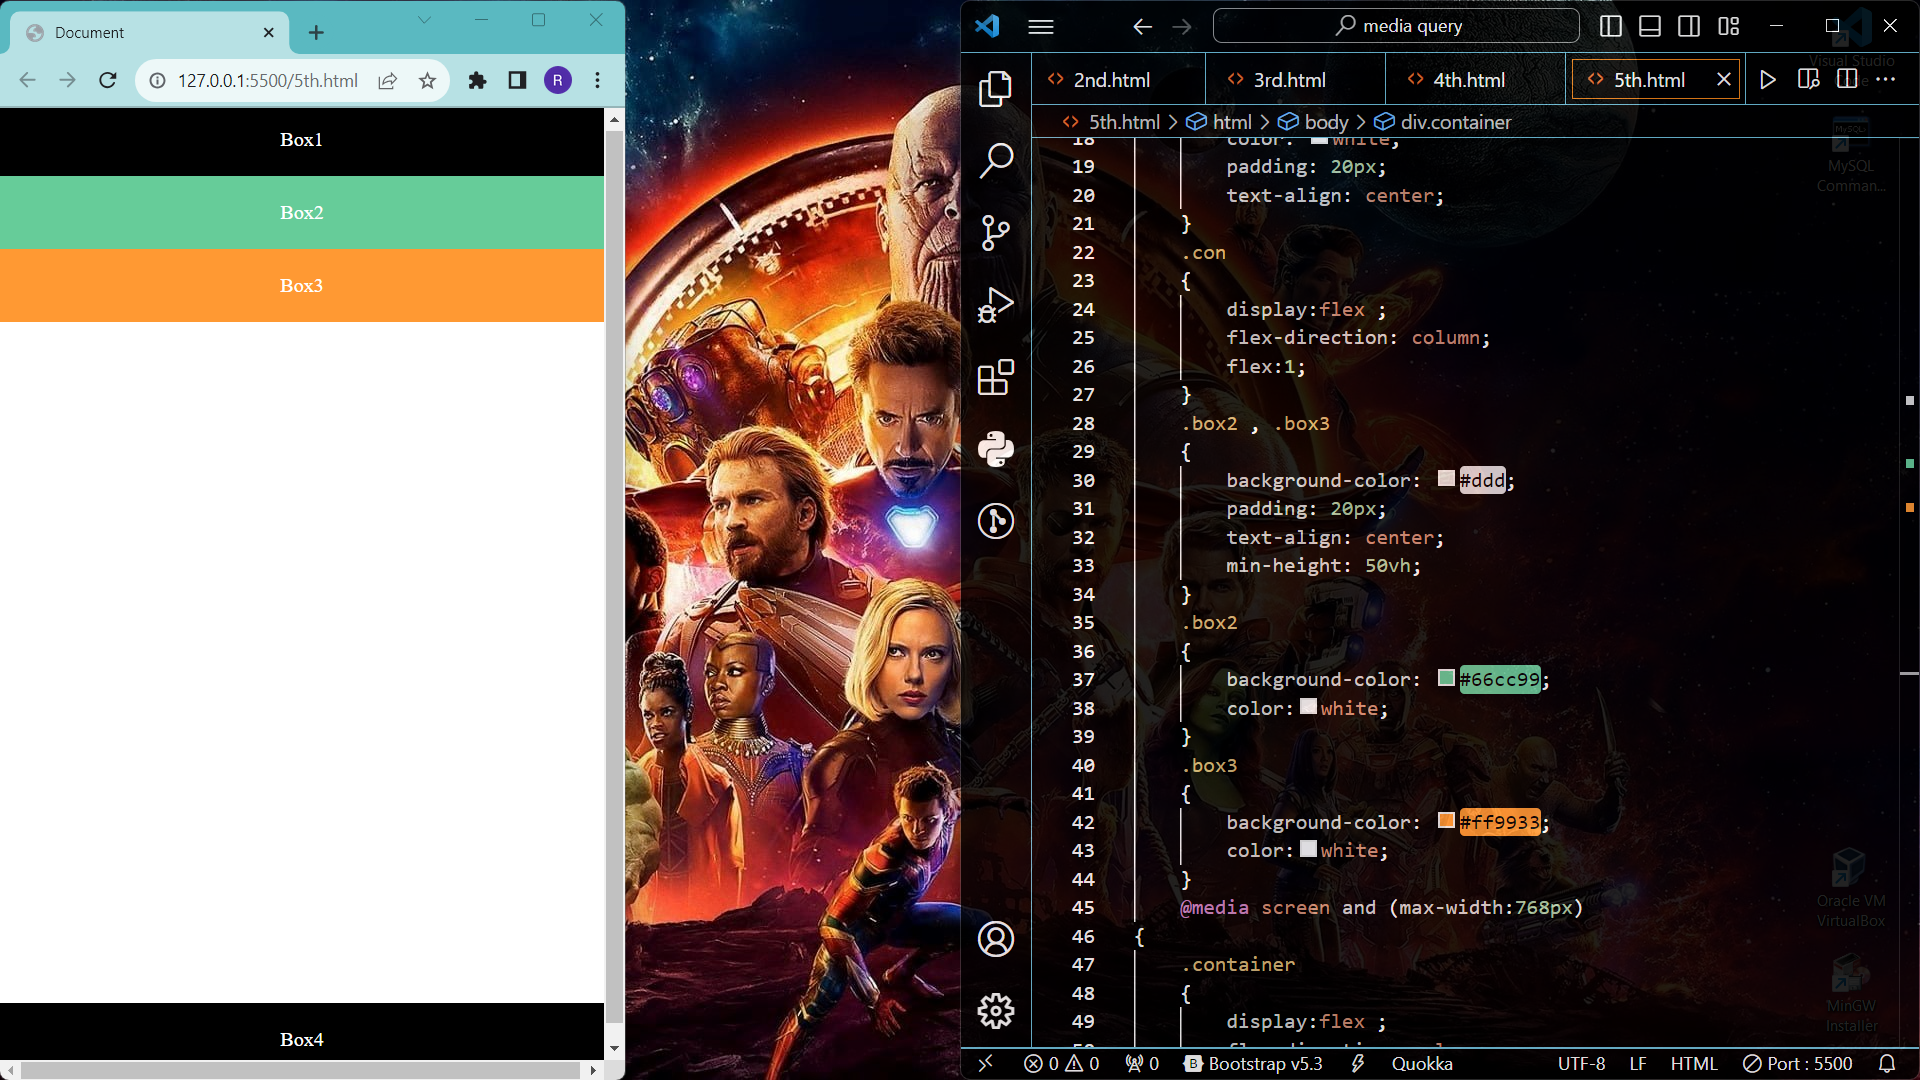 Document
127.0.0.1:5500/5th.html
R
Box1
Box2
Box3
Box4
media query
2nd.html
3rd.html
4th.html
5th.html
5th.html > html > body > div.container
18 color: white;
19 padding: 20px;
20 text-align: center;
21 }
22 .con
23 {
24 display:flex ;
25 flex-direction: column;
26 flex:1;
27 }
28 .box2 , .box3
29 {
30 background-color: #ddd;
31 padding: 20px;
32 text-align: center;
33 min-height: 50vh;
34 }
35 .box2
36 {
37 background-color: #66cc99;
38 color: white;
39 }
40 .box3
41 {
42 background-color: #ff9933;
43 color: white;
44 }
45 @media screen and (max-width:768px)
46 {
47 .container
48 {
49 display:flex ;
0 0 0 B Bootstrap v5.3 Quokka UTF-8 LF HTML Port : 5500
Visual Studio
MySQL
Comman...
Oracle VM
VirtualBox
MinGW
Installer